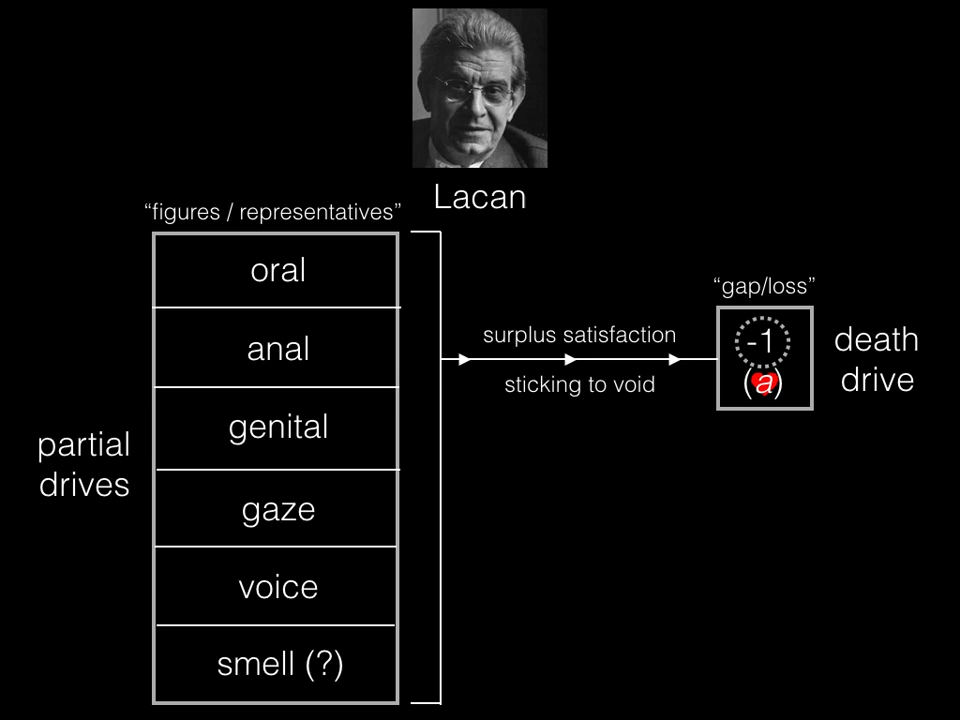 Lacan
“figures / representatives”
oral
anal
genital
gaze
voice
smell (?)
partial
drives
surplus satisfaction
sticking to void
“gap/loss”
-1
(a)
death
drive